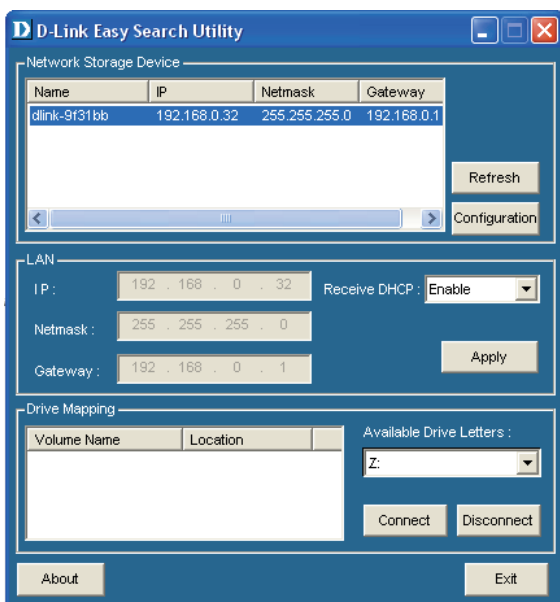 D D-Link Easy Search Utility
Network Storage Device
Name IP Netmask Gateway
dlink-9f31bb 192.168.0.32 255.255.255.0 192.168.0.1
Refresh
Configuration
LAN
IP : 192 . 168 . 0 . 32 Receive DHCP : Enable
Netmask : 255 . 255 . 255 . 0
Gateway : 192 . 168 . 0 . 1
Apply
Drive Mapping
Volume Name Location
Available Drive Letters :
Z:
Connect Disconnect
About Exit